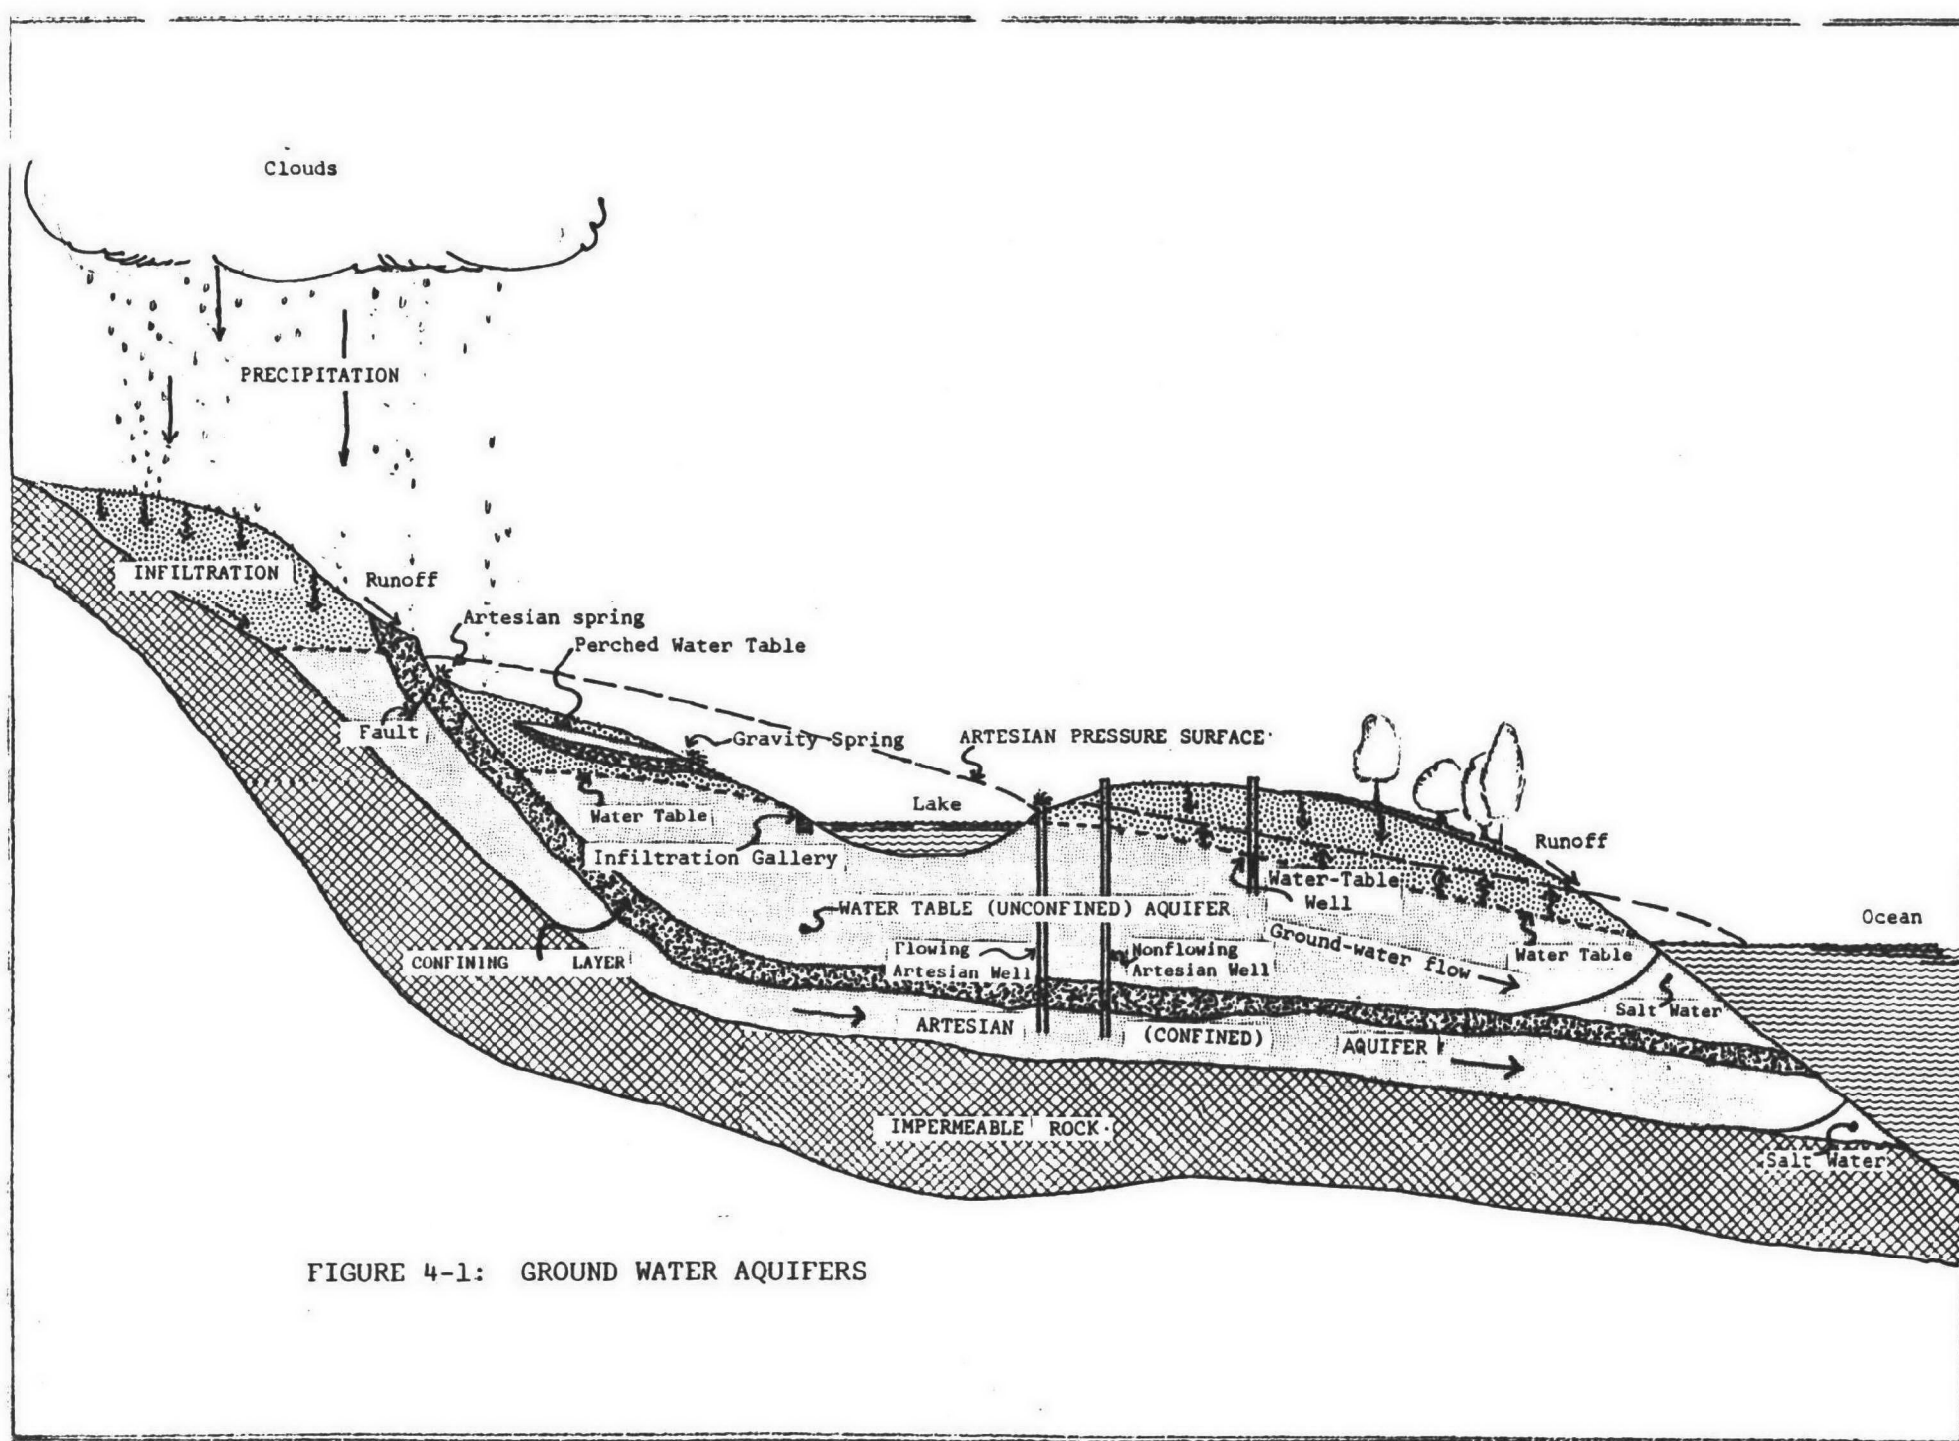 Clouds
PRECIPITATION
INFILTRATION
Runoff
Artesian spring
Perched Water Table
Fault
Gravity Spring
ARTESIAN PRESSURE SURFACE
Lake
Water Table
Infiltration Gallery
Runoff
Water-Table
Well
WATER TABLE (UNCONFINED) AQUIFER
Ocean
Ground-water flow
Flowing
Artesian Well
Nonflowing
Artesian Well
Water Table
CONFINING LAYER
Salt Water
ARTESIAN (CONFINED) AQUIFER
IMPERMEABLE ROCK
Salt Water
FIGURE 4-1: GROUND WATER AQUIFERS